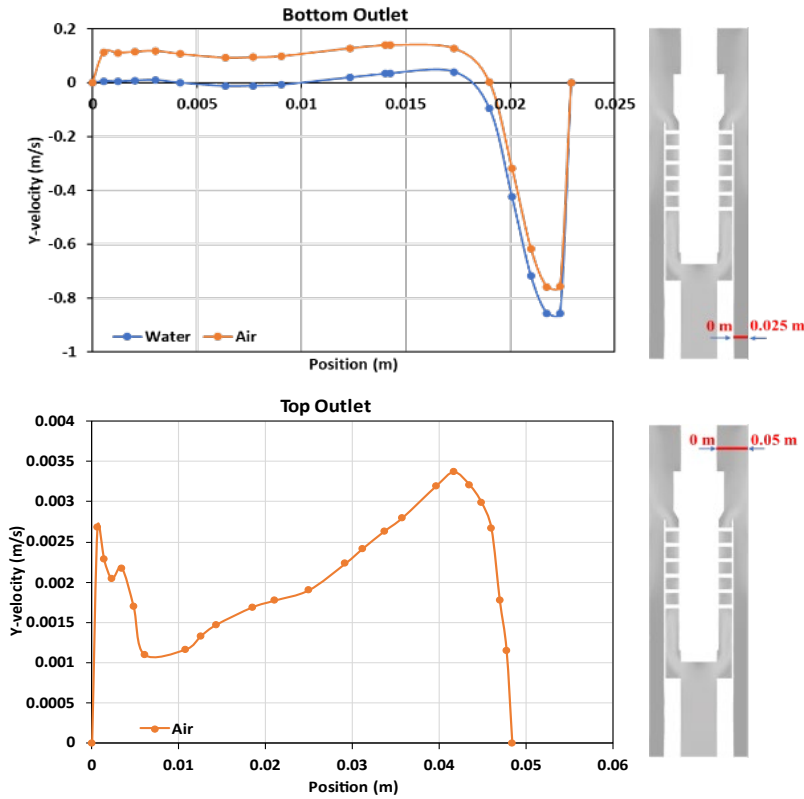 Bottom Outlet
0.2
0
-0.2
-0.4
-0.6
-0.8
-1
Y-velocity (m/s)
0 0.005 0.01 0.015 0.02 0.025
Water Air
Position (m)
0 m 0.025 m
Top Outlet
0.004
0.0035
0.003
0.0025
0.002
0.0015
0.001
0.0005
0
Y-velocity (m/s)
Air
0 0.01 0.02 0.03 0.04 0.05 0.06
Position (m)
0 m 0.05 m